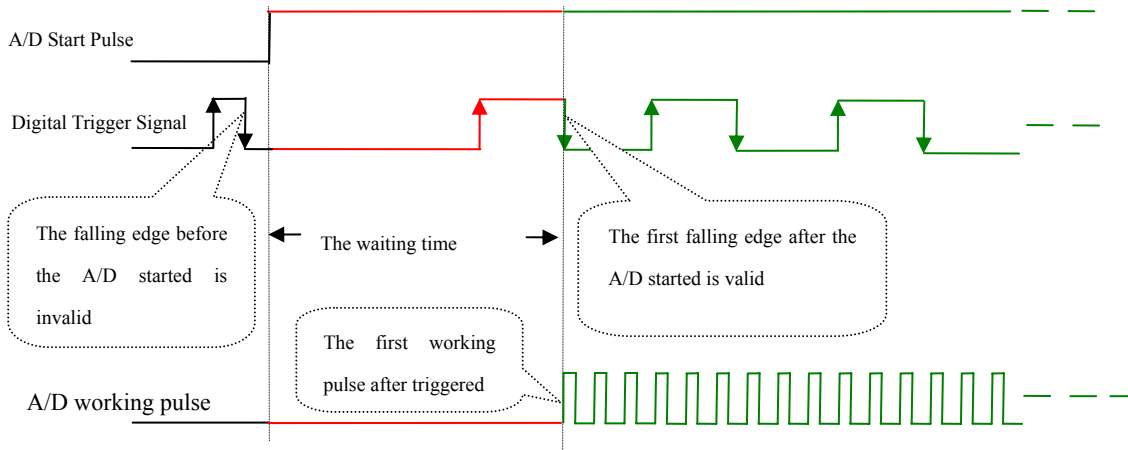 A/D Start Pulse
Digital Trigger Signal
The falling edge before
the A/D started is
invalid
The waiting time
The first falling edge after the
A/D started is valid
The first working
pulse after triggered
A/D working pulse